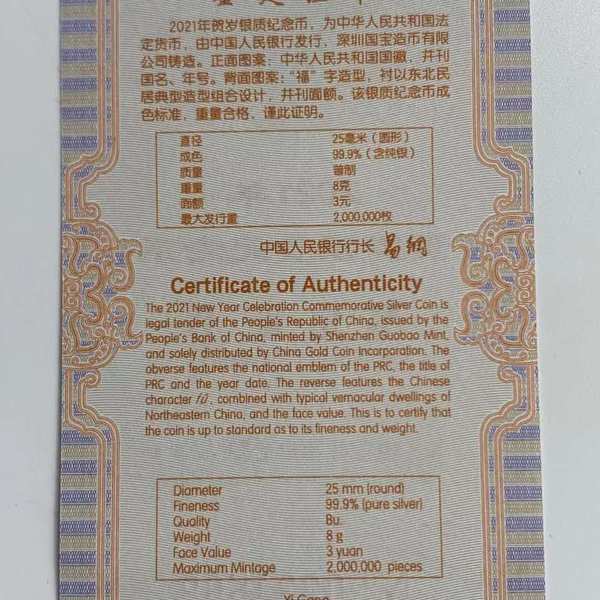 2021年贺岁银质纪念币，为中华人民共和国法
定货币，由中国人民银行发行，深圳国宝造币有限
公司铸造。正面图案：中华人民共和国国徽，并刊
国名、年号。背面图案：“福”字造型，衬以东北民
居典型造型组合设计，并刊面额。该银质纪念币成
色标准，重量合格，谨此证明。
直径 25毫米（圆形）
成色 99.9%（含纯银）
质量 普制
重量 8克
面额 3元
最大发行量 2,000,000枚
中国人民银行行长 易纲
Certificate of Authenticity
The 2021 New Year Celebration Commemorative Silver Coin is
legal tender of the People's Republic of China, issued by the
People's Bank of China, minted by Shenzhen Guobao Mint,
and solely distributed by China Gold Coin Incorporation. The
obverse features the national emblem of the PRC, the title of
PRC and the year date. The reverse features the Chinese
character fú, combined with typical vernacular dwellings of
Northeastern China, and the face value. This is to certify that
the coin is up to standard as to its fineness and weight.
Diameter 25 mm (round)
Fineness 99.9% (pure silver)
Quality Bu.
Weight 8 g
Face Value 3 yuan
Maximum Mintage 2,000,000 pieces